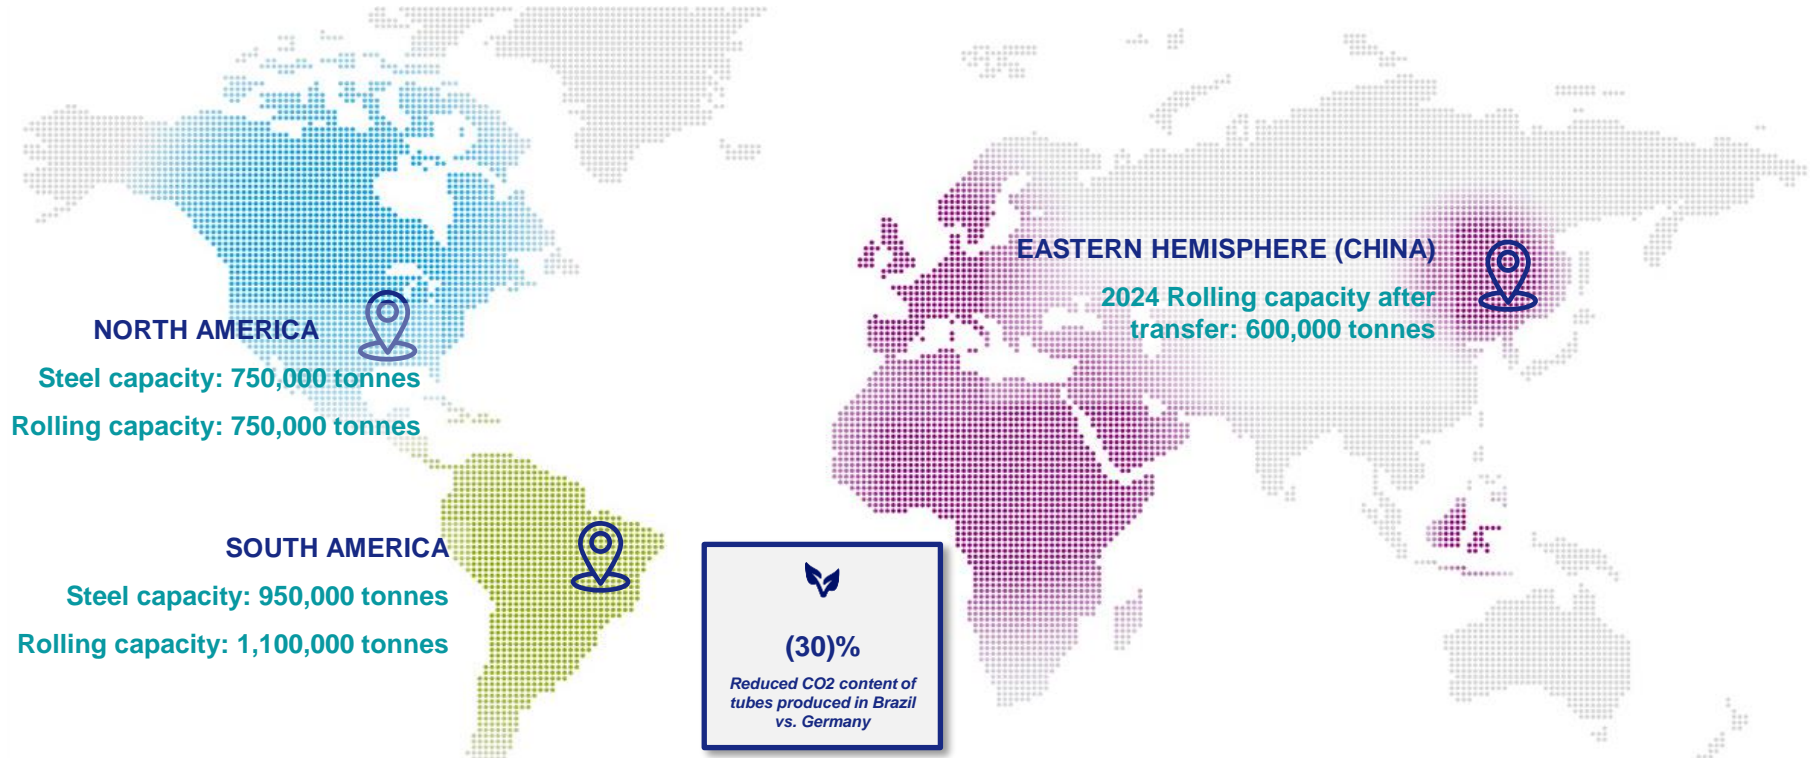 NORTH AMERICA
Steel capacity: 750,000 tonnes
Rolling capacity: 750,000 tonnes
SOUTH AMERICA
Steel capacity: 950,000 tonnes
Rolling capacity: 1,100,000 tonnes
(30)%
Reduced CO2 content of
tubes produced in Brazil
vs. Germany
EASTERN HEMISPHERE (CHINA)
2024 Rolling capacity after
transfer: 600,000 tonnes